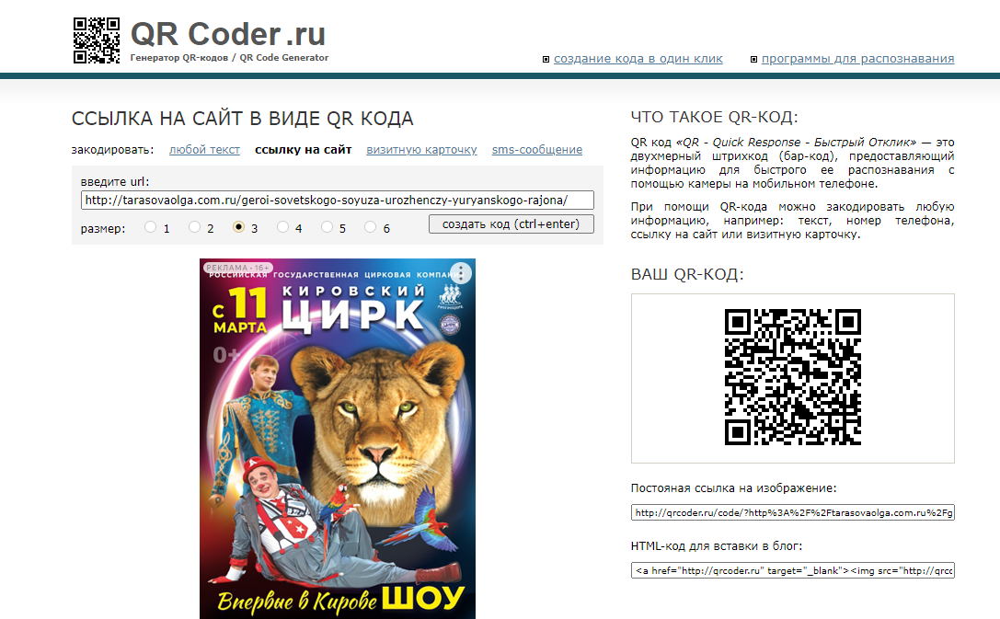 QR Coder.ru
Генератор QR-кодов / QR Code Generator
создание кода в один клик
программы для распознавания
ССЫЛКА НА САЙТ В ВИДЕ QR КОДА
закодировать: любой текст ссылку на сайт визитную карточку sms-сообщение
введите url:
http://tarasovaolga.com.ru/geroi-sovetskogo-soyuza-urozhenczy-yuryanskogo-rajona/
размер: 1 2 3 4 5 6 создать код (ctrl+enter)
РЕКЛАМА • 16+
РОССИЙСКАЯ ГОСУДАРСТВЕННАЯ ЦИРКОВАЯ КОМПАНИ
С 11
МАРТА
КИРОВСКИЙ
ЦИРК
0+
Впервые в Кирове ШОУ
ЧТО ТАКОЕ QR-КОД:
QR код «QR - Quick Response - Быстрый Отклик» — это
двухмерный штрихкод (бар-код), предоставляющий
информацию для быстрого ее распознавания с
помощью камеры на мобильном телефоне.
При помощи QR-кода можно закодировать любую
информацию, например: текст, номер телефона,
ссылку на сайт или визитную карточку.
ВАШ QR-КОД:
Постояная ссылка на изображение:
http://qrcoder.ru/code/?http%3A%2F%2Ftarasovaolga.com.ru%2Fg
HTML-код для вставки в блог:
<a href="http://qrcoder.ru" target="_blank"><img src="http://qrcc